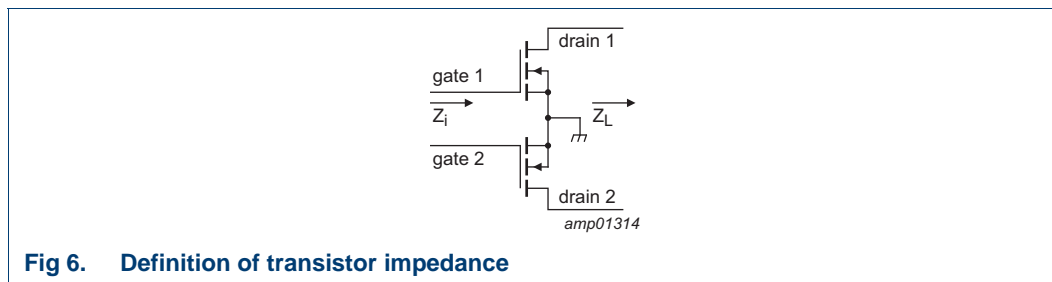 drain 1
gate 1
Zi
ZL
gate 2
drain 2
amp01314
Fig 6. Definition of transistor impedance